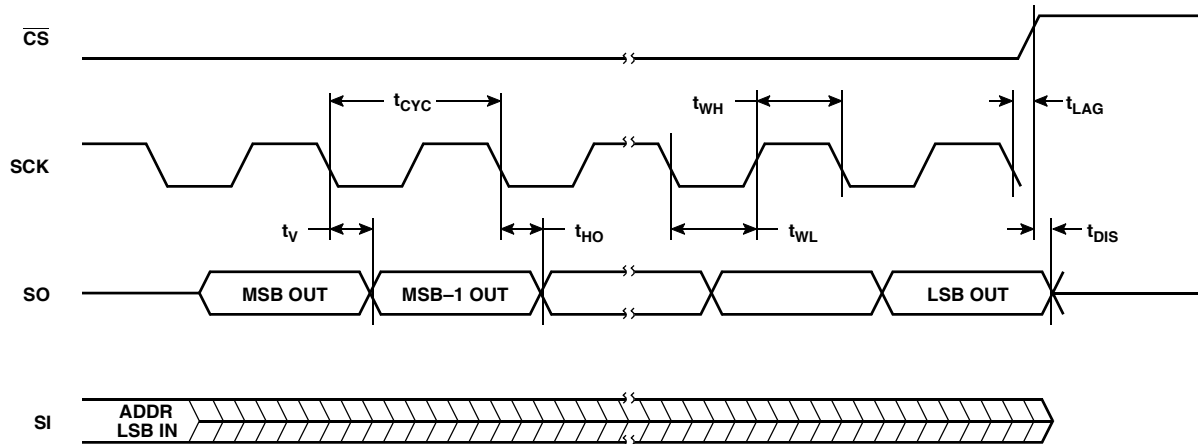 CS
tCYC
tWH
tLAG
SCK
tV
tHO
tWL
tDIS
SO
MSB OUT
MSB–1 OUT
LSB OUT
SI
ADDR
LSB IN